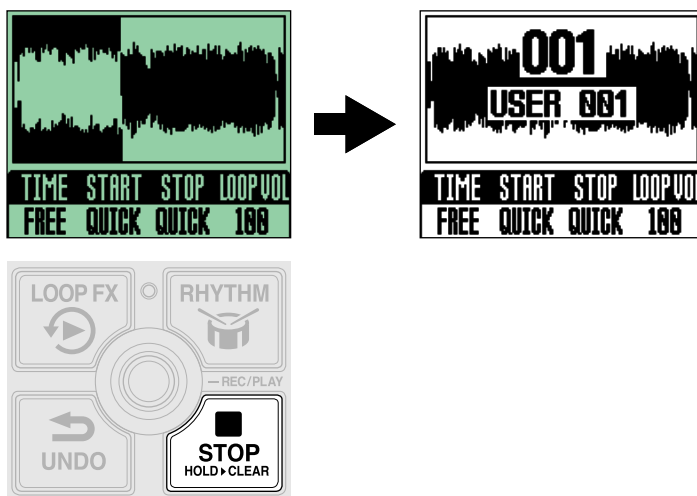 TIME START STOP LOOPVOL
FREE QUICK QUICK 100
001
USER 001
TIME START STOP LOOPVOL
FREE QUICK QUICK 100
LOOP FX
RHYTHM
REC/PLAY
UNDO
STOP
HOLD▶CLEAR